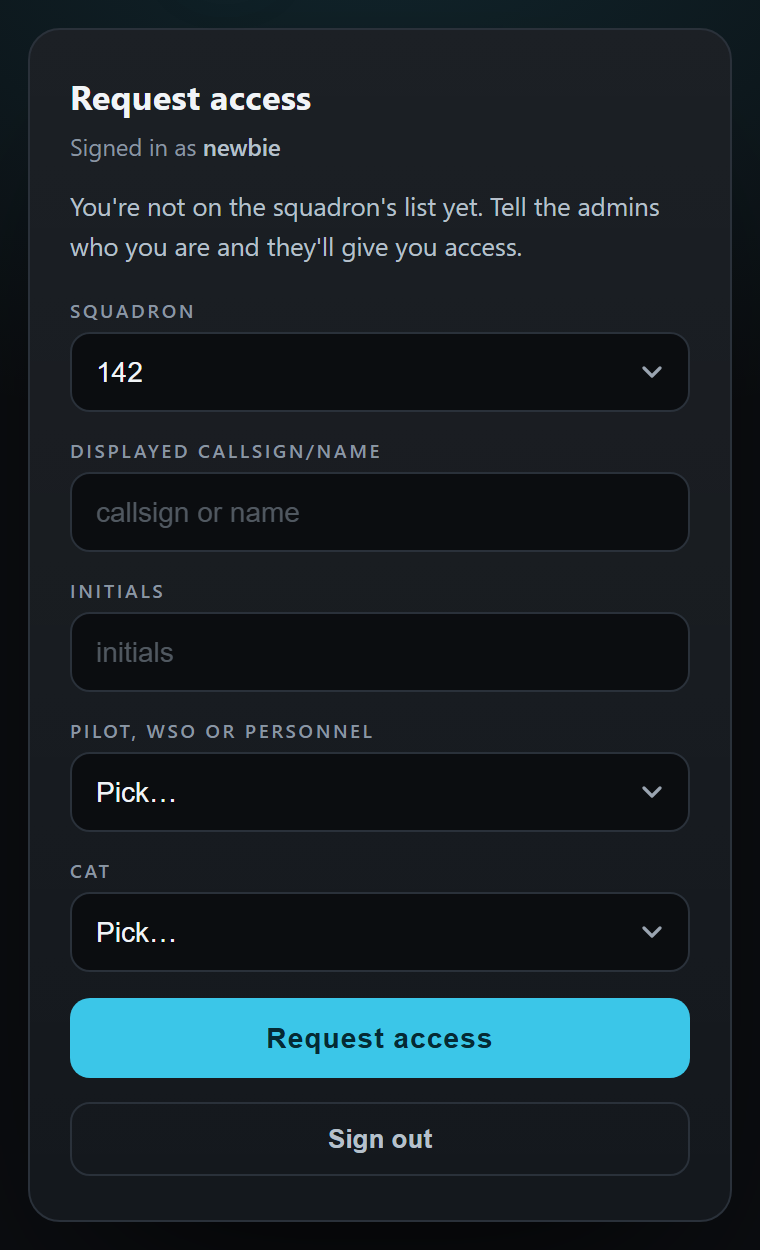 Request access
Signed in as newbie
You're not on the squadron's list yet. Tell the admins
who you are and they'll give you access.
SQUADRON
142
DISPLAYED CALLSIGN/NAME
callsign or name
INITIALS
initials
PILOT, WSO OR PERSONNEL
Pick…
CAT
Pick…
Request access
Sign out